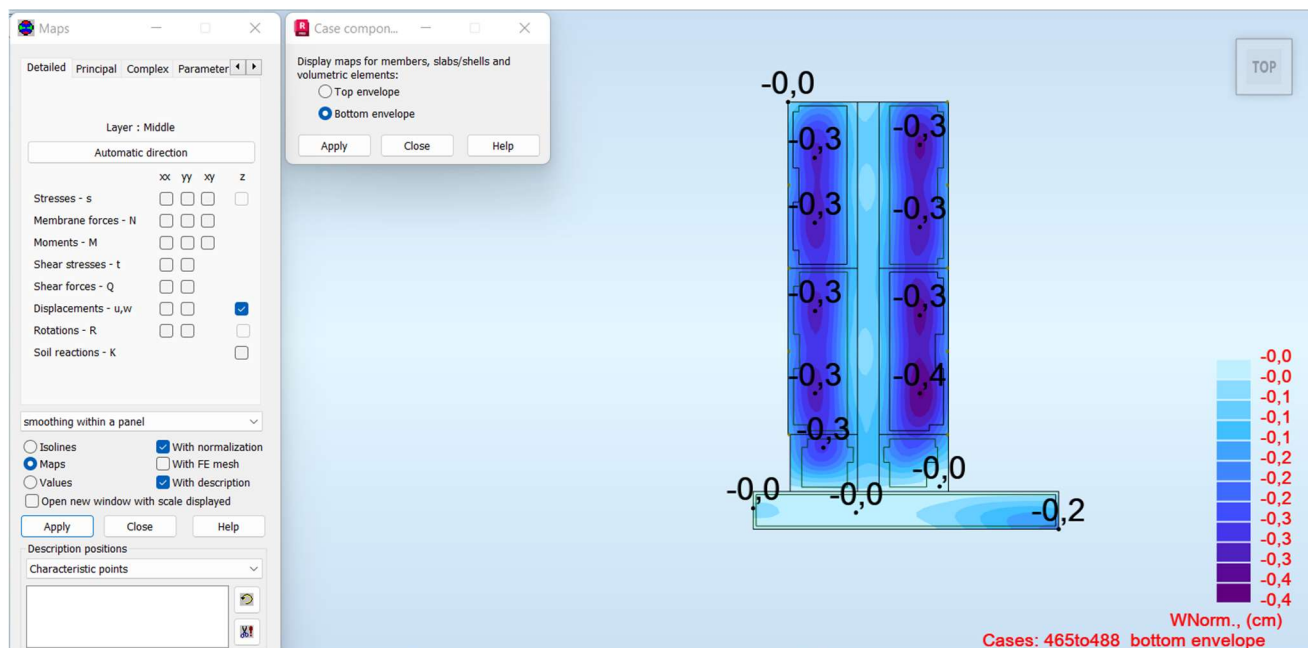 Maps
Detailed Principal Complex Parameter
Layer : Middle
Automatic direction
xx yy xy z
Stresses - s
Membrane forces - N
Moments - M
Shear stresses - t
Shear forces - Q
Displacements - u,w
Rotations - R
Soil reactions - K
smoothing within a panel
Isolines With normalization
Maps With FE mesh
Values With description
Open new window with scale displayed
Apply Close Help
Description positions
Characteristic points
R Case compon...
Display maps for members, slabs/shells and
volumetric elements:
Top envelope
Bottom envelope
Apply Close Help
TOP
-0,0
-0,3 -0,3
-0,3 -0,3
-0,3 -0,3
-0,3 -0,4
-0,3
-0,0
-0,0 -0,0
-0,2
-0,0
-0,0
-0,1
-0,1
-0,1
-0,2
-0,2
-0,2
-0,3
-0,3
-0,3
-0,4
-0,4
WNorm., (cm)
Cases: 465to488 bottom envelope